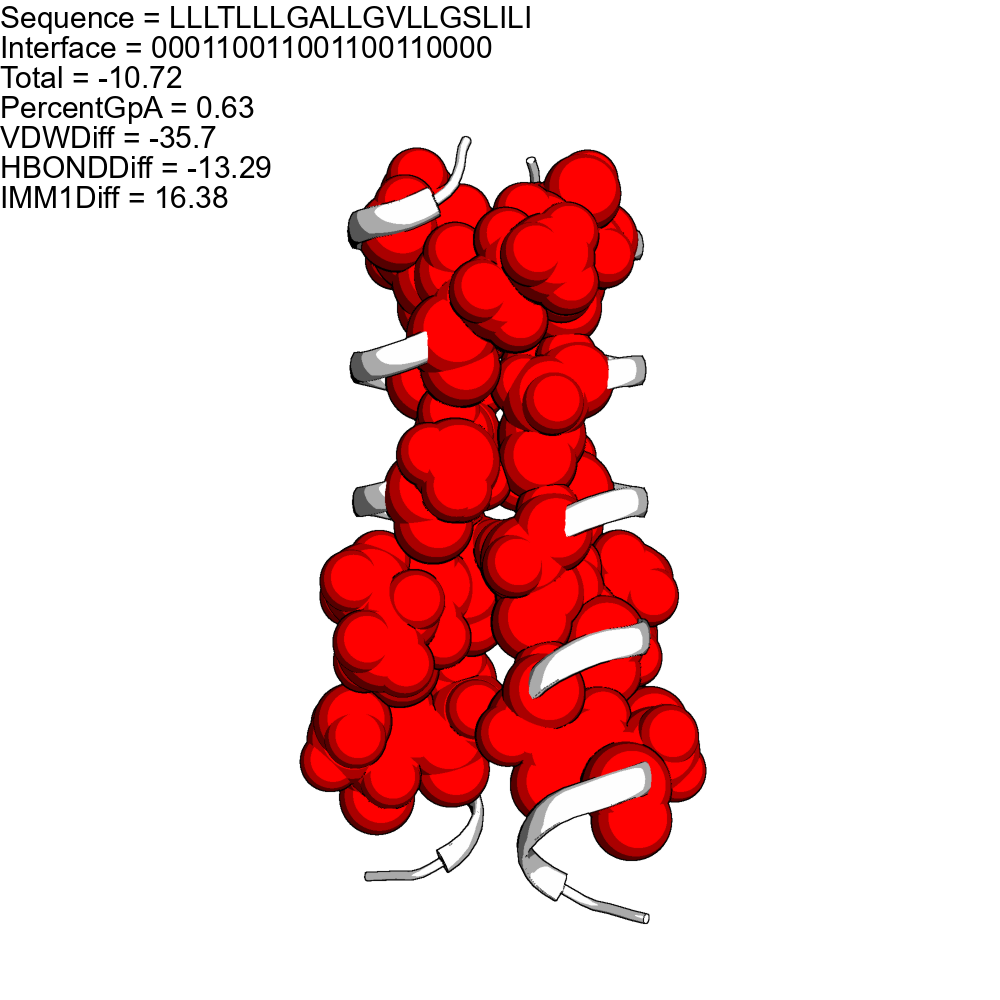 Sequence = LLLTLLLGALLGVLLGSLILI
Interface = 000110011001100110000
Total = -10.72
PercentGpA = 0.63
VDWDiff = -35.7
HBONDDiff = -13.29
IMM1Diff = 16.38